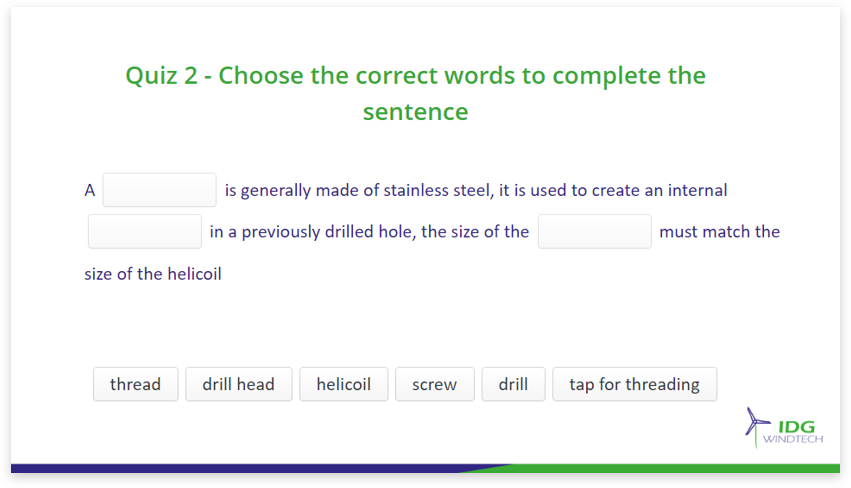 Quiz 2 - Choose the correct words to complete the
sentence
A is generally made of stainless steel, it is used to create an internal
in a previously drilled hole, the size of the must match the
size of the helicoil
thread drill head helicoil screw drill tap for threading
IDG
WINDTECH